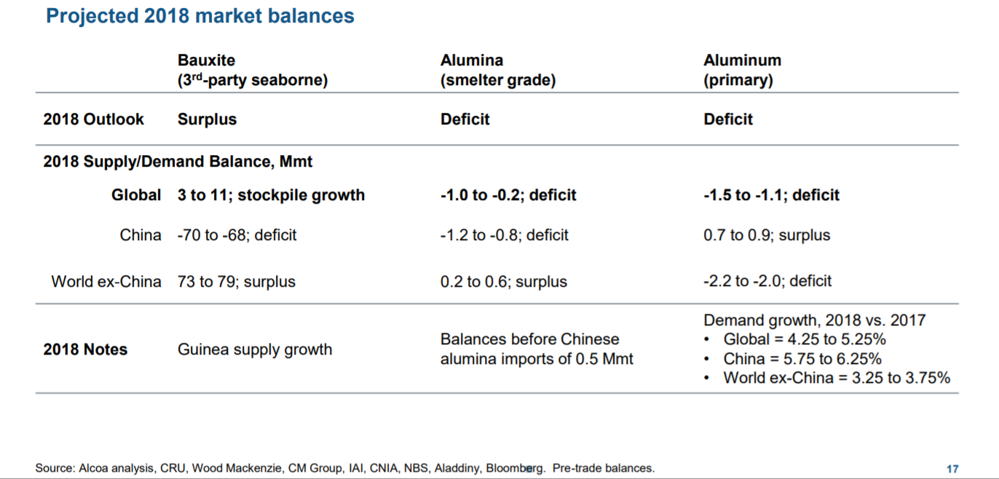 Projected 2018 market balances
Bauxite
(3rd-party seaborne)
Alumina
(smelter grade)
Aluminum
(primary)
2018 Outlook Surplus Deficit Deficit
2018 Supply/Demand Balance, Mmt
Global 3 to 11; stockpile growth -1.0 to -0.2; deficit -1.5 to -1.1; deficit
China -70 to -68; deficit -1.2 to -0.8; deficit 0.7 to 0.9; surplus
World ex-China 73 to 79; surplus 0.2 to 0.6; surplus -2.2 to -2.0; deficit
2018 Notes Guinea supply growth
Balances before Chinese
alumina imports of 0.5 Mmt
Demand growth, 2018 vs. 2017
• Global = 4.25 to 5.25%
• China = 5.75 to 6.25%
• World ex-China = 3.25 to 3.75%
Source: Alcoa analysis, CRU, Wood Mackenzie, CM Group, IAI, CNIA, NBS, Aladdiny, Bloomberg. Pre-trade balances.
17